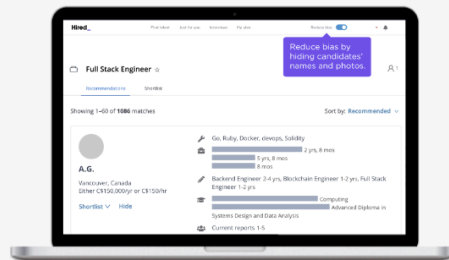 Hired_
Reduce bias
Reduce bias by
hiding candidates'
names and photos.
Full Stack Engineer
1
Recommendations Shortlist
Showing 1-60 of 1086 matches
Sort by: Recommended
Go, Ruby, Docker, devops, Solidity
2 yrs, 8 mos
5 yrs, 8 mos
8 mos
A.G.
Vancouver, Canada
Either C$150,000/yr or C$150/hr
Shortlist Hide
Backend Engineer 2-4 yrs, Blockchain Engineer 1-2 yrs, Full Stack
Engineer 1-2 yrs
Computing
Advanced Diploma in
Systems Design and Data Analysis
Current reports 1-5